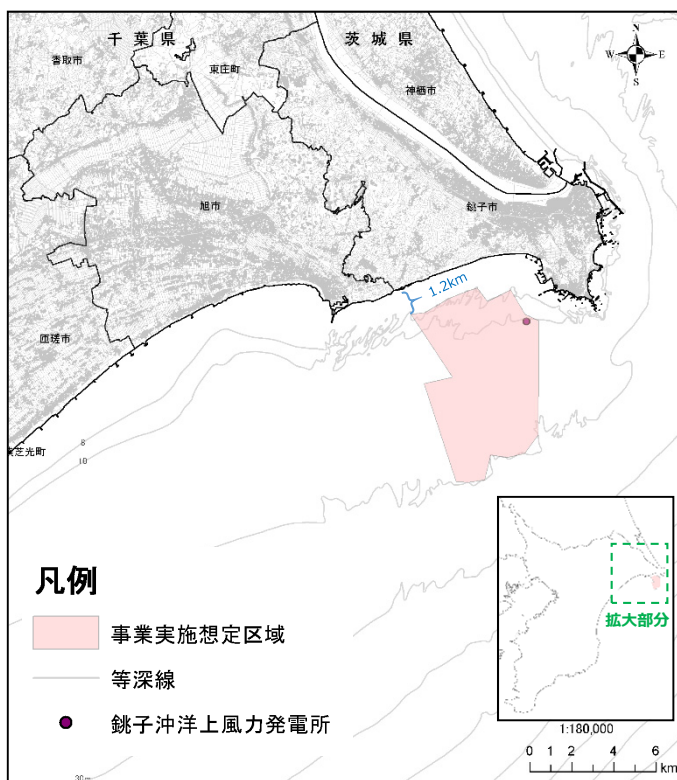 千葉県
茨城県
N
W
E
S
香取市
東庄町
神栖市
旭市
銚子市
1.2km
匝瑳市
8
10
芝光町
凡例
事業実施想定区域
等深線
銚子沖洋上風力発電所
拡大部分
1:180,000
0 1 2 4 6
km
30m